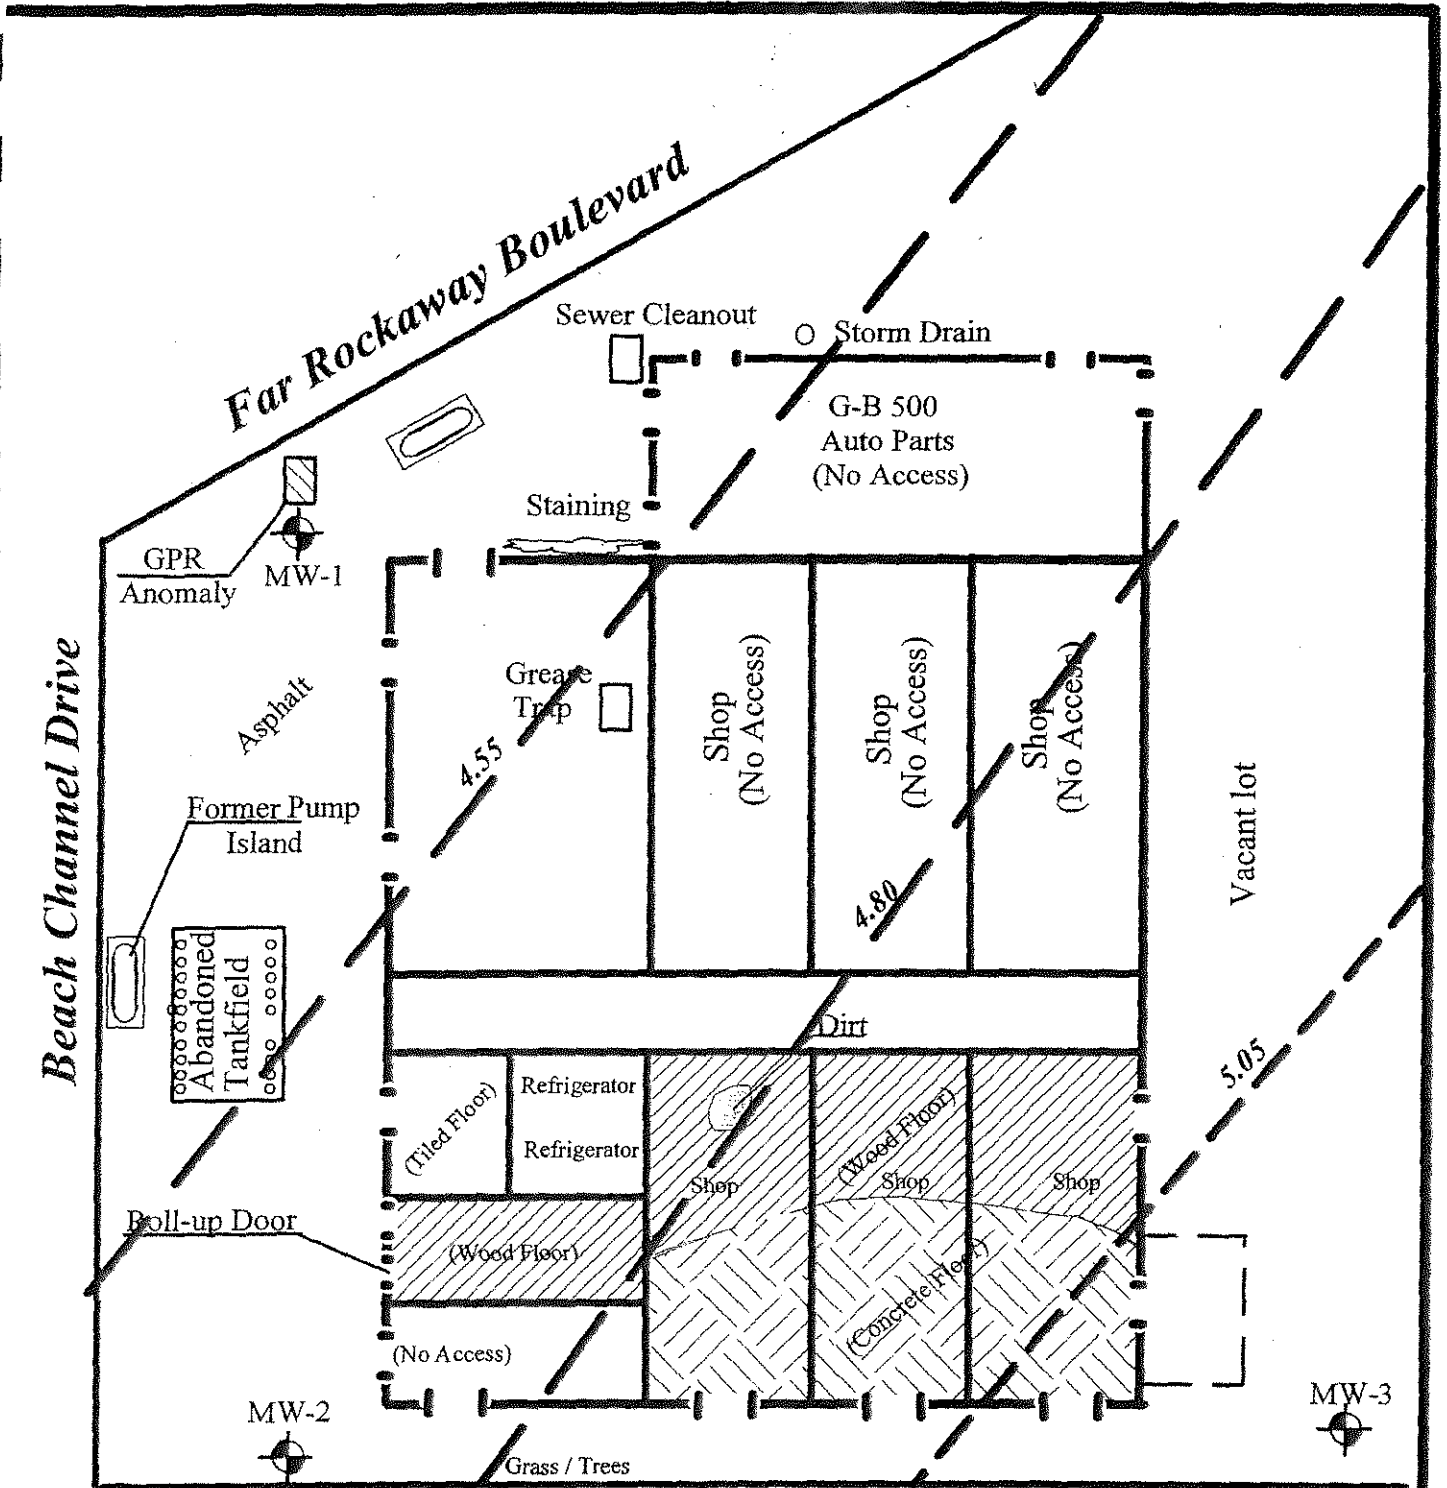 Far Rockaway Boulevard
Sewer Cleanout
Storm Drain
G-B 500
Auto Parts
(No Access)
Staining
GPR
Anomaly
MW-1
Beach Channel Drive
Asphalt
Grease
Trap
4.55
Shop
(No Access)
Shop
(No Access)
Shop
(No Access)
Former Pump
Island
Vacant lot
4.80
Abandoned
Tankfield
Dirt
5.05
(Tiled Floor)
Refrigerator
Refrigerator
(Wood Floor)
Shop
Shop
Shop
Roll-up Door
(Wood Floor)
(Concrete Floor)
(No Access)
MW-2
MW-3
Grass / Trees